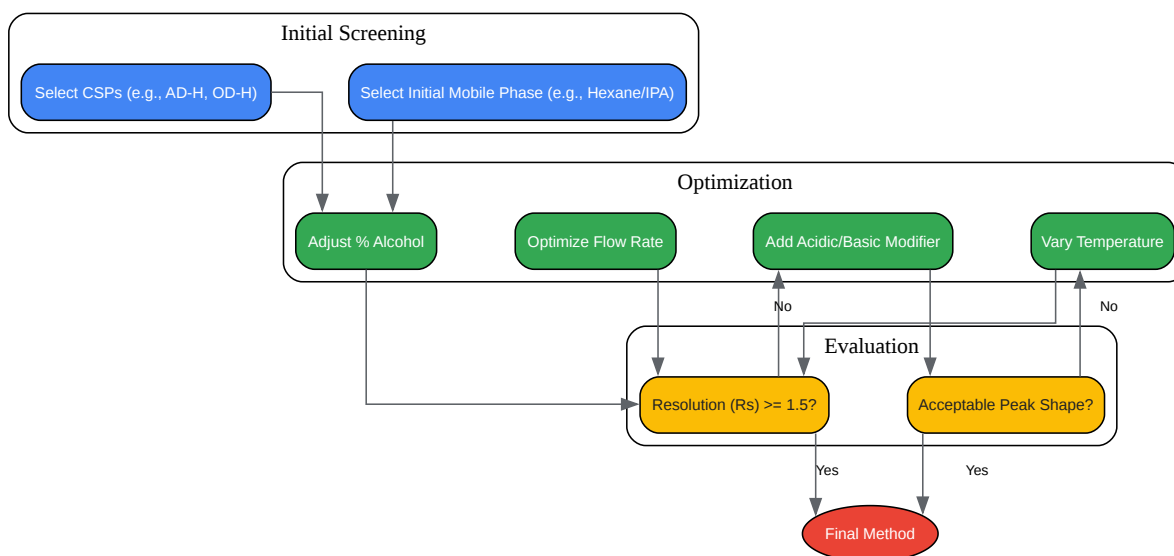 Initial Screening
Select CSPs (e.g., AD-H, OD-H)
Select Initial Mobile Phase (e.g., Hexane/IPA)
Optimization
Adjust % Alcohol
Optimize Flow Rate
Add Acidic/Basic Modifier
Vary Temperature
No
No
Evaluation
Resolution (Rs) >= 1.5?
Acceptable Peak Shape?
Yes
Yes
Final Method